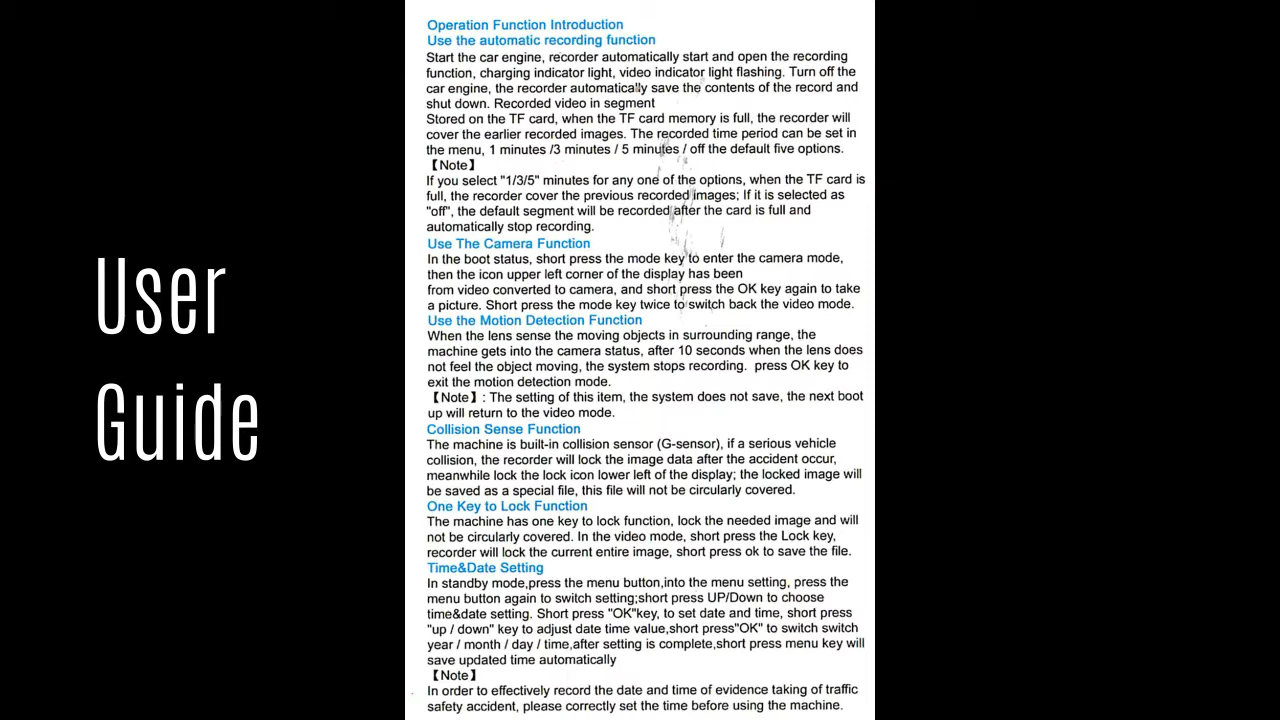 User
Guide
Operation Function Introduction
Use the automatic recording function
Start the car engine, recorder automatically start and open the recording
function, charging indicator light, video indicator light flashing. Turn off the
car engine, the recorder automatically save the contents of the record and
shut down. Recorded video in segment
Stored on the TF card, when the TF card memory is full, the recorder will
cover the earlier recorded images. The recorded time period can be set in
the menu, 1 minutes /3 minutes / 5 minutes / off the default five options.
【Note】
If you select "1/3/5" minutes for any one of the options, when the TF card is
full, the recorder cover the previous recorded images; If it is selected as
"off", the default segment will be recorded after the card is full and
automatically stop recording.
Use The Camera Function
In the boot status, short press the mode key to enter the camera mode,
then the icon upper left corner of the display has been
from video converted to camera, and short press the OK key again to take
a picture. Short press the mode key twice to switch back the video mode.
Use the Motion Detection Function
When the lens sense the moving objects in surrounding range, the
machine gets into the camera status, after 10 seconds when the lens does
not feel the object moving, the system stops recording. press OK key to
exit the motion detection mode.
【Note】: The setting of this item, the system does not save, the next boot
up will return to the video mode.
Collision Sense Function
The machine is built-in collision sensor (G-sensor), if a serious vehicle
collision, the recorder will lock the image data after the accident occur,
meanwhile lock the lock icon lower left of the display; the locked image will
be saved as a special file, this file will not be circularly covered.
One Key to Lock Function
The machine has one key to lock function, lock the needed image and will
not be circularly covered. In the video mode, short press the Lock key,
recorder will lock the current entire image, short press ok to save the file.
Time&Date Setting
In standby mode,press the menu button,into the menu setting, press the
menu button again to switch setting;short press UP/Down to choose
time&date setting. Short press "OK"key, to set date and time, short press
"up / down" key to adjust date time value,short press"OK" to switch switch
year / month / day / time,after setting is complete,short press menu key will
save updated time automatically
【Note】
In order to effectively record the date and time of evidence taking of traffic
safety accident, please correctly set the time before using the machine.